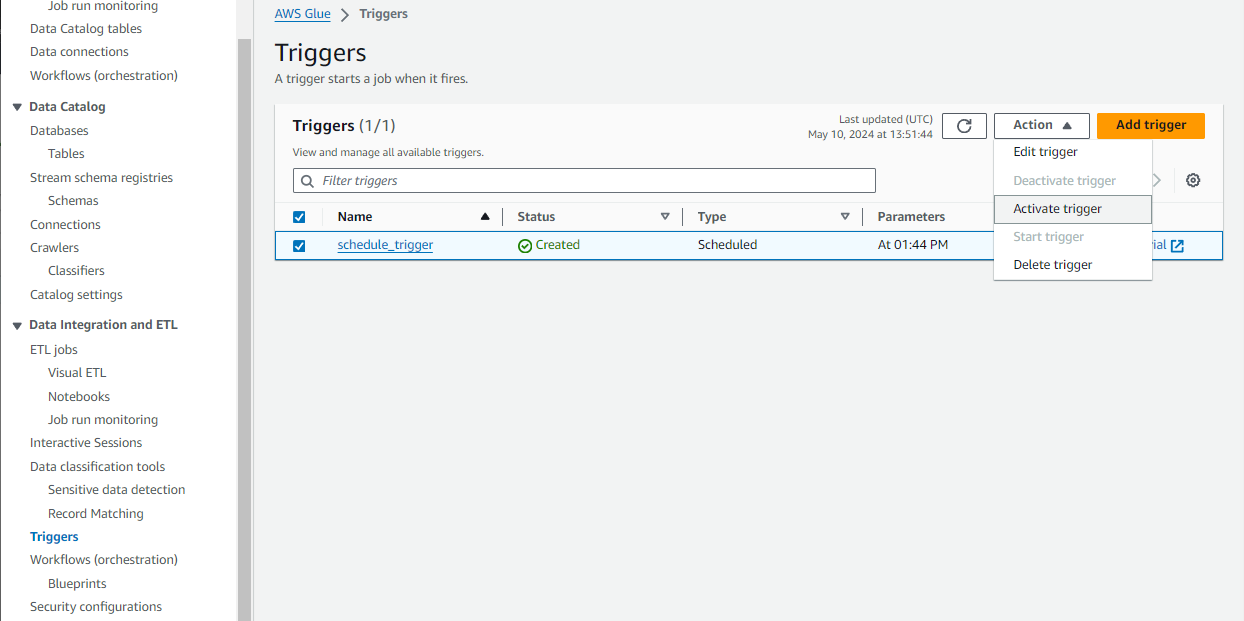 Job run monitoring
Data Catalog tables
Data connections
Workflows (orchestration)
Data Catalog
Databases
Tables
Stream schema registries
Schemas
Connections
Crawlers
Classifiers
Catalog settings
Data Integration and ETL
ETL jobs
Visual ETL
Notebooks
Job run monitoring
Interactive Sessions
Data classification tools
Sensitive data detection
Record Matching
Triggers
Workflows (orchestration)
Blueprints
Security configurations
AWS Glue > Triggers
Triggers
A trigger starts a job when it fires.
Triggers (1/1)
View and manage all available triggers.
Last updated (UTC)
May 10, 2024 at 13:51:44
Action
Add trigger
Filter triggers
Edit trigger
Deactivate trigger
Activate trigger
Start trigger
Delete trigger
Name Status Type Parameters
schedule_trigger Created Scheduled At 01:44 PM